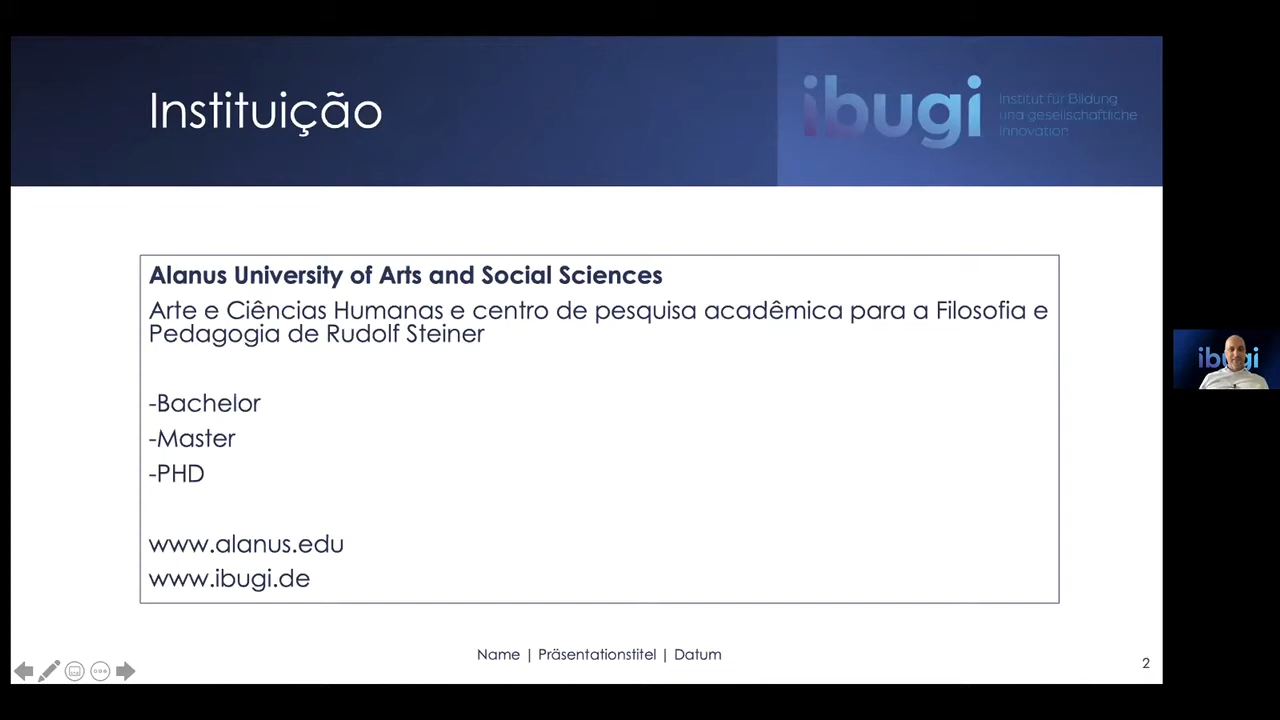 Instituição
ibugi
Institut für Bildung
und gesellschaftliche
Innovation
Alanus University of Arts and Social Sciences
Arte e Ciências Humanas e centro de pesquisa acadêmica para a Filosofia e
Pedagogia de Rudolf Steiner
-Bachelor
-Master
-PHD
www.alanus.edu
www.ibugi.de
Name | Präsentationstitel | Datum
2
ibugi